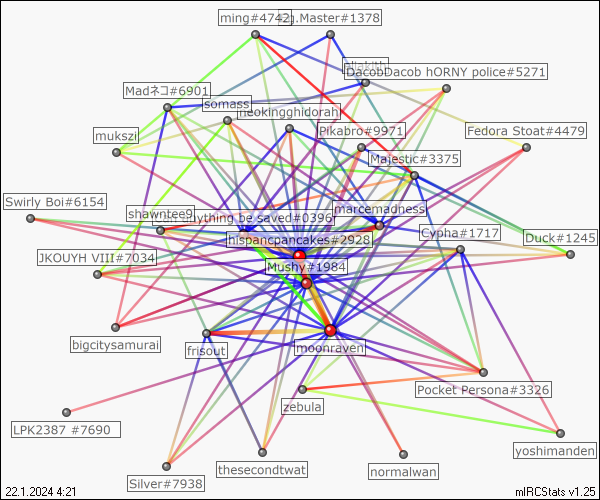 ming#4742
g.Master#1378
DacobDacob hORNY police#5271
Madネコ#6901
somass
neokingghidorah
Pikabro#9971
Fedora Stoat#4479
mukszi
Majestic#3375
Swirly Boi#6154
shawntee9
anything be saved#0396
marcemadness
hispancpancakes#2928
Cypha#1717
Duck#1245
JKOUYH VIII#7034
Mushy#1984
bigcitysamurai
frisout
moonraven
Pocket Persona#3326
zebula
LPK2387 #7690
yoshimanden
Silver#7938
thesecondtwat
normalwan
22.1.2024 4:21
mIRCStats v1.25